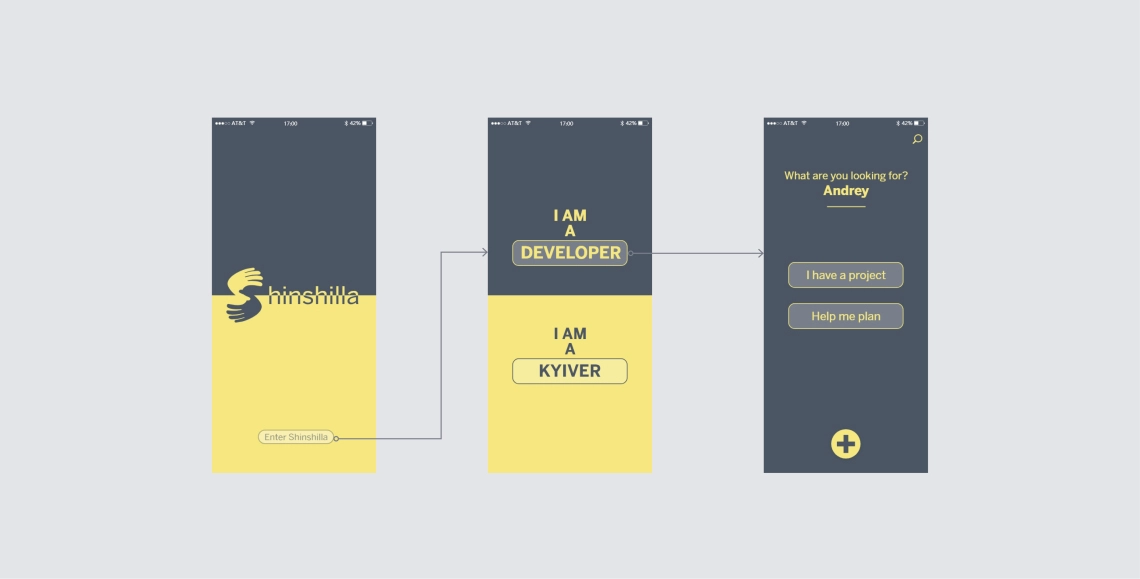 AT&T 17:00 42%
Shinshilla
Enter Shinshilla
AT&T 17:00 42%
I AM
A
DEVELOPER
I AM
A
KYIVER
AT&T 17:00 42%
What are you looking for?
Andrey
I have a project
Help me plan